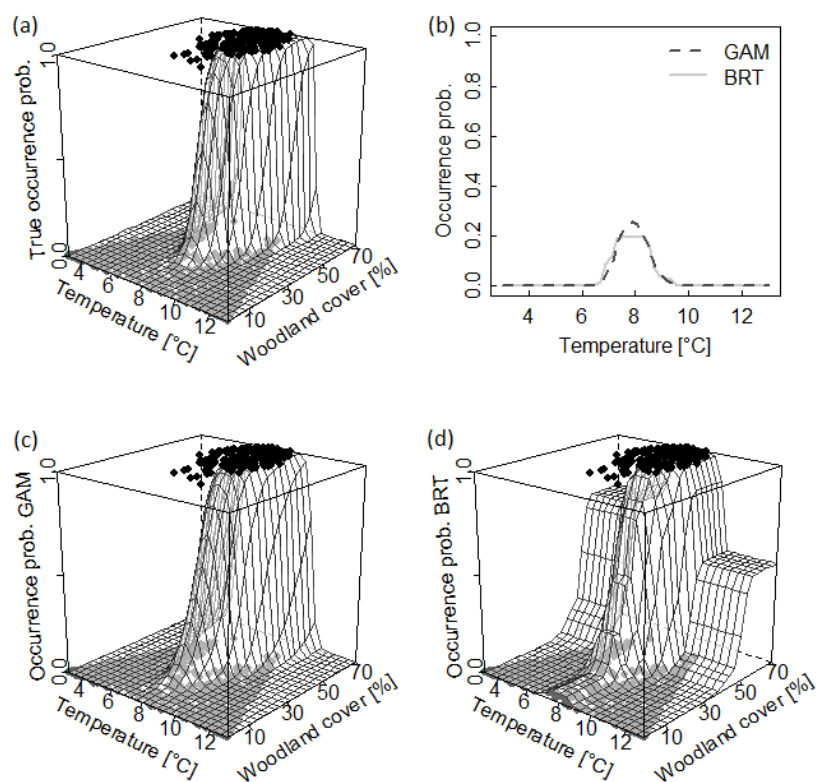 (a)
True occurrence prob.
0.0
1.0
4
6
8
10
12
Temperature [°C]
10
30
50
70
Woodland cover [%]
(b)
Occurrence prob.
0.0
0.2
0.4
0.6
0.8
1.0
GAM
BRT
4
6
8
10
12
Temperature [°C]
(c)
Occurrence prob. GAM
0.0
1.0
4
6
8
10
12
Temperature [°C]
10
30
50
70
Woodland cover [%]
(d)
Occurrence prob. BRT
0.0
1.0
4
6
8
10
12
Temperature [°C]
10
30
50
70
Woodland cover [%]